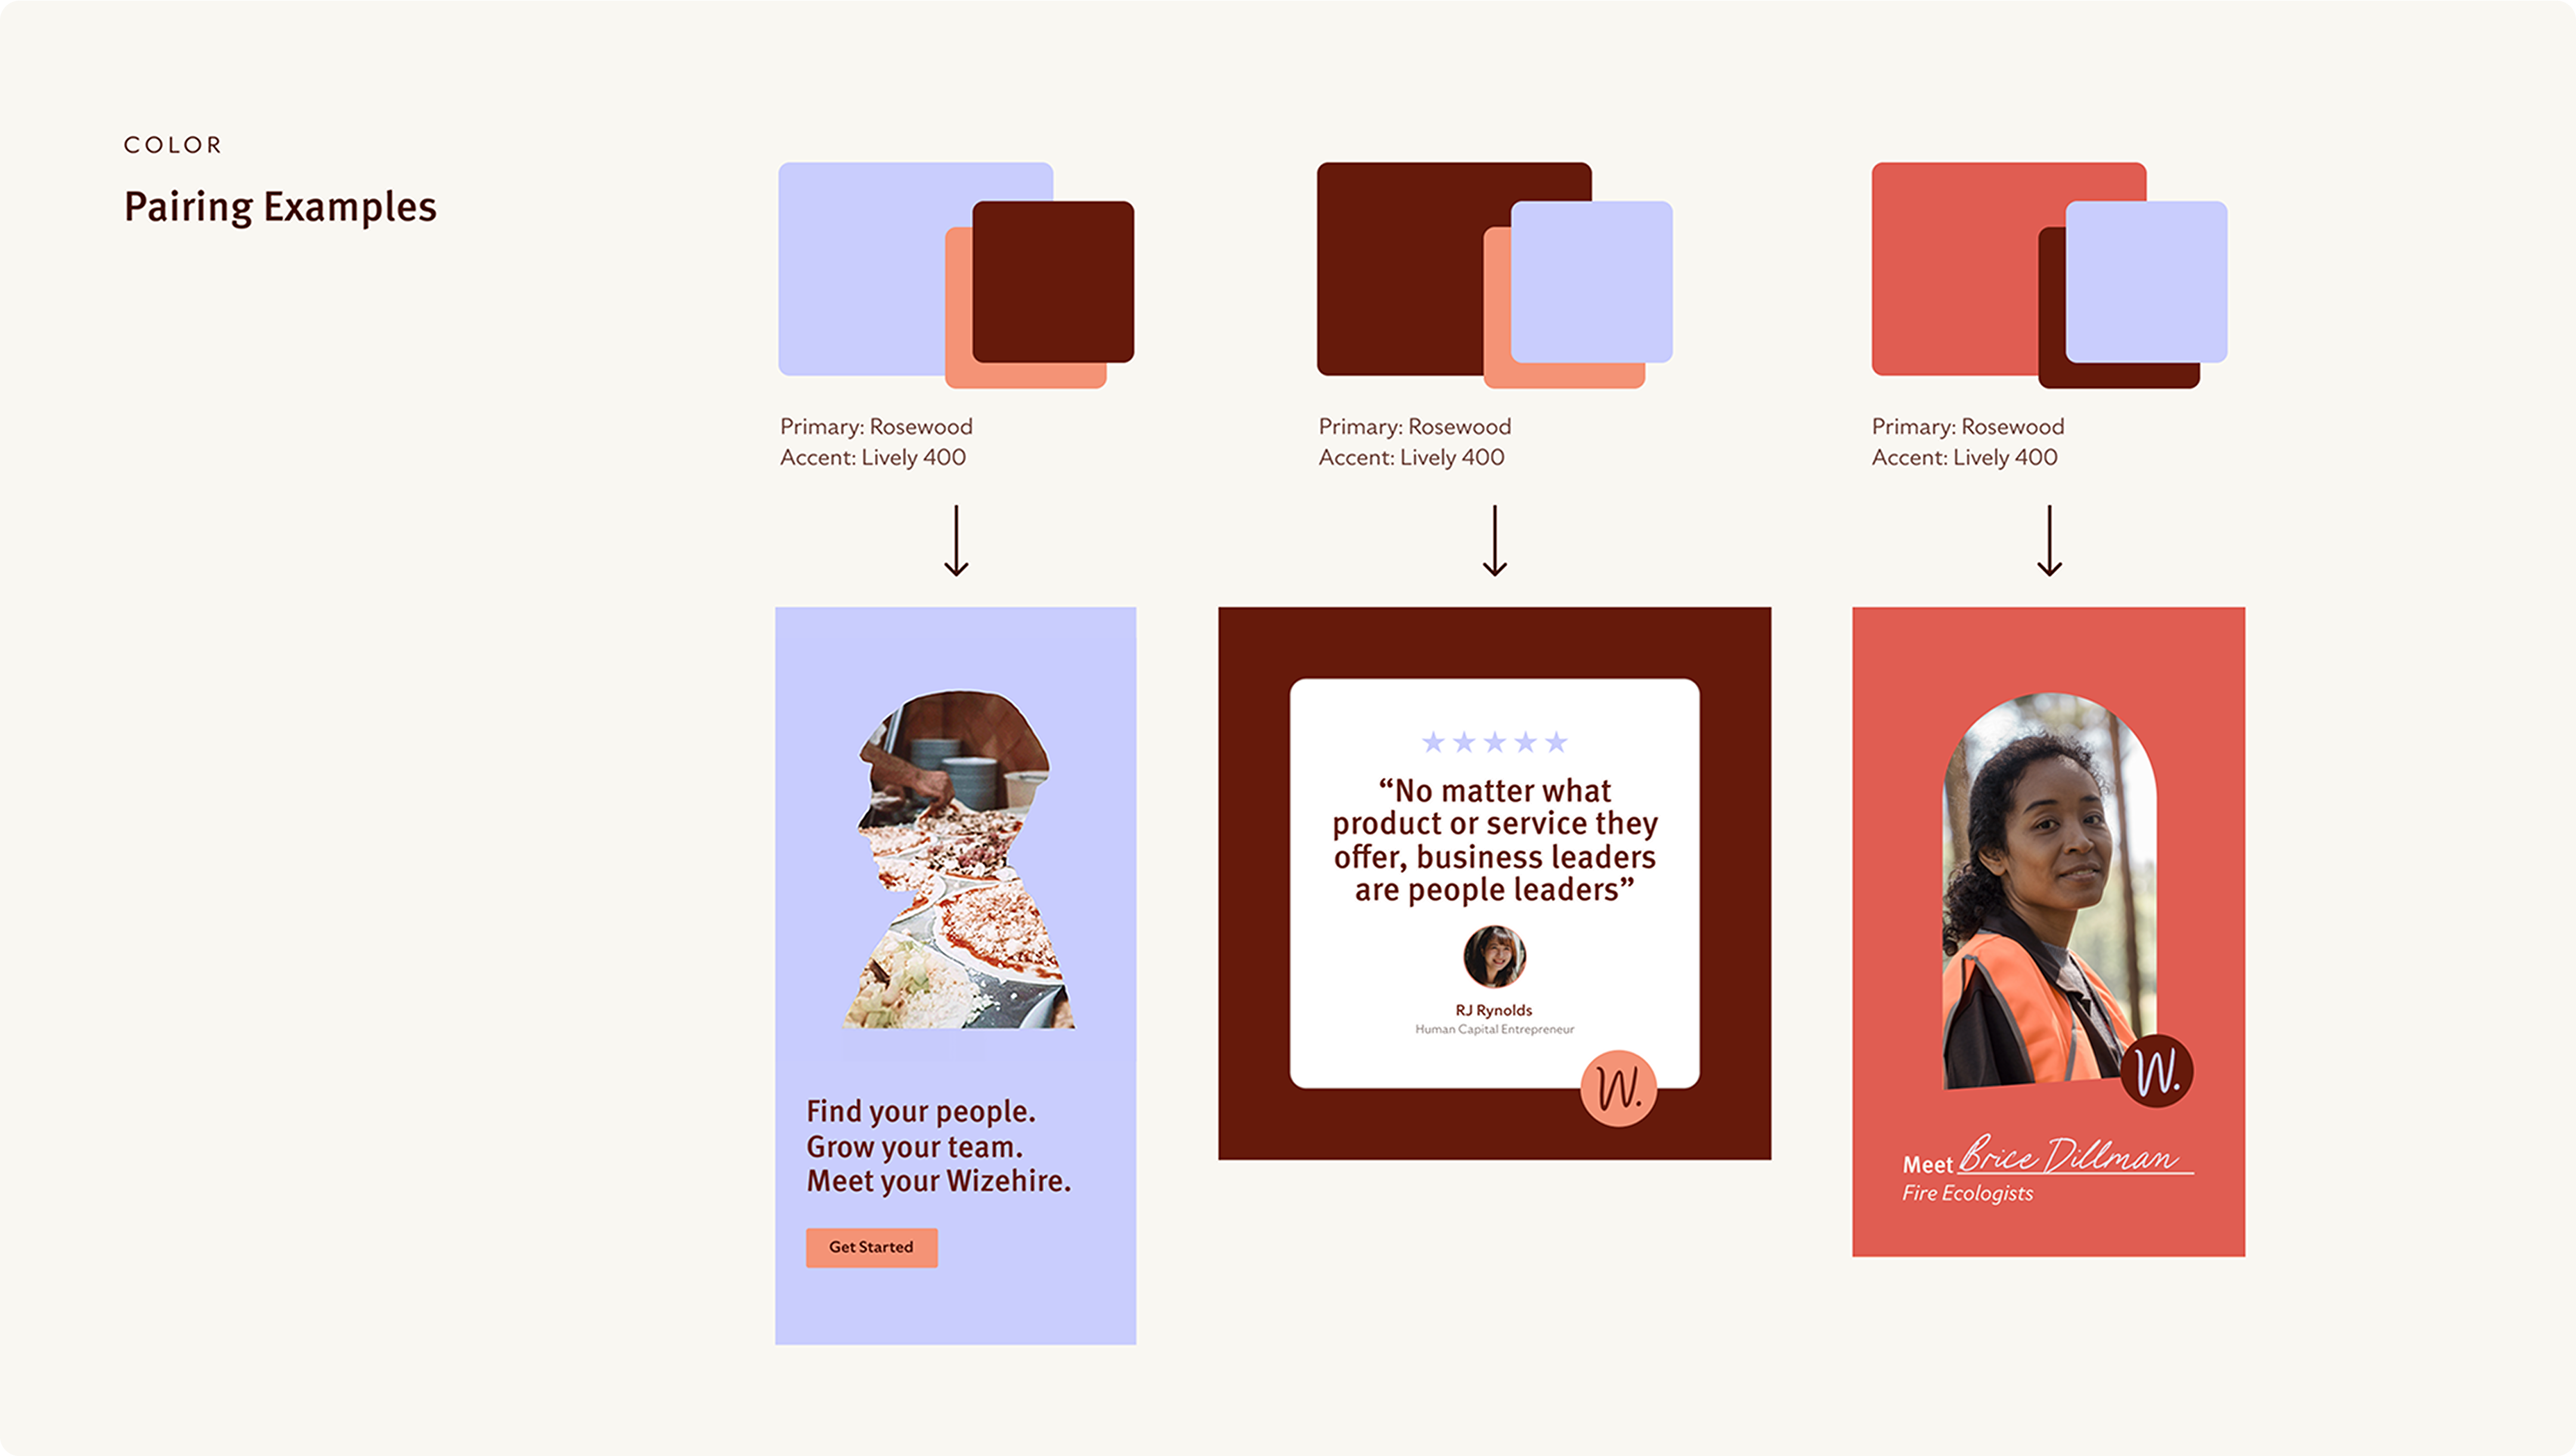 COLOR
Pairing Examples
Primary: Rosewood
Accent: Lively 400
Primary: Rosewood
Accent: Lively 400
Primary: Rosewood
Accent: Lively 400
Find your people.
Grow your team.
Meet your Wizehire.
Get Started
“No matter what
product or service they
offer, business leaders
are people leaders”
RJ Rynolds
Human Capital Entrepreneur
W.
W.
Meet Brice Dillman
Fire Ecologists